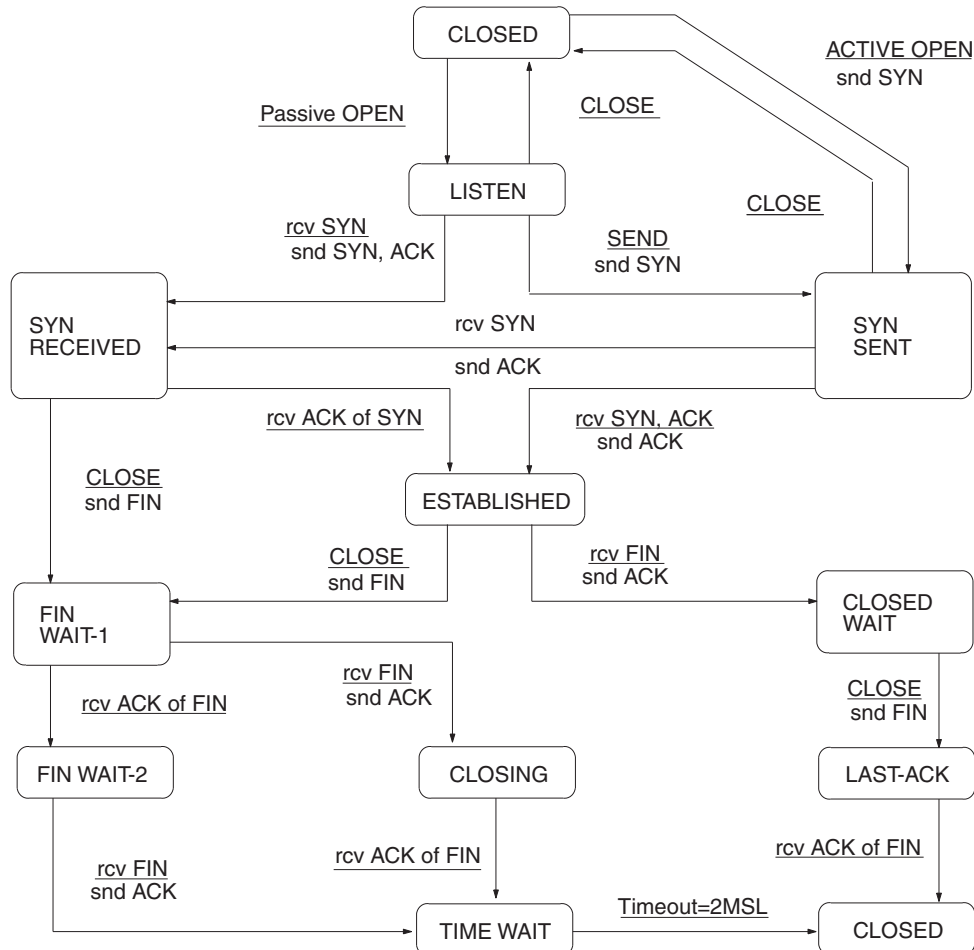 CLOSED
ACTIVE OPEN
snd SYN
Passive OPEN
CLOSE
LISTEN
CLOSE
rcv SYN
snd SYN, ACK
SEND
snd SYN
SYN
RECEIVED
rcv SYN
snd ACK
SYN
SENT
rcv ACK of SYN
rcv SYN, ACK
snd ACK
CLOSE
snd FIN
ESTABLISHED
CLOSE
snd FIN
rcv FIN
snd ACK
FIN
WAIT-1
CLOSED
WAIT
rcv ACK of FIN
rcv FIN
snd ACK
CLOSE
snd FIN
FIN WAIT-2
CLOSING
LAST-ACK
rcv FIN
snd ACK
rcv ACK of FIN
rcv ACK of FIN
TIME WAIT
Timeout=2MSL
CLOSED